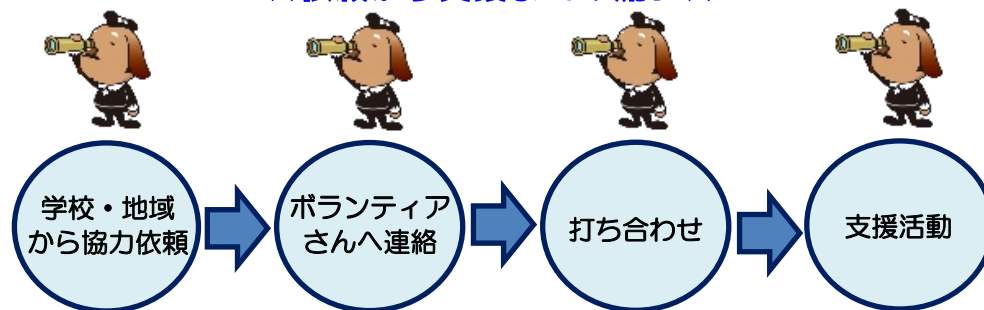 学校・地域
から協力依頼
ボランティア
さんへ連絡
打ち合わせ
支援活動